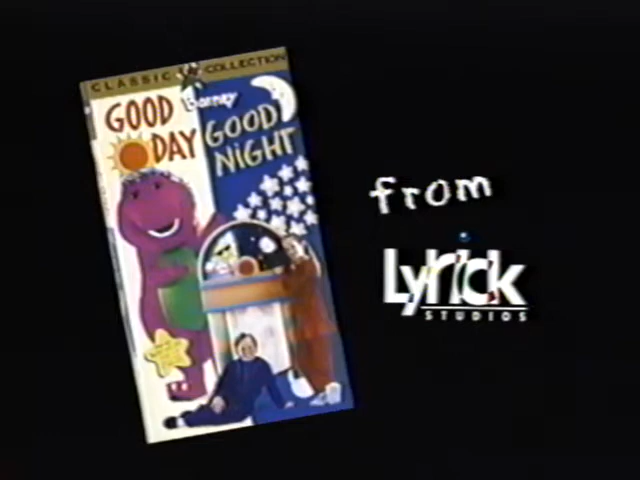 CLASSIC COLLECTION
Barney
GOOD DAY
GOOD NIGHT
from
Lyrick
STUDIOS